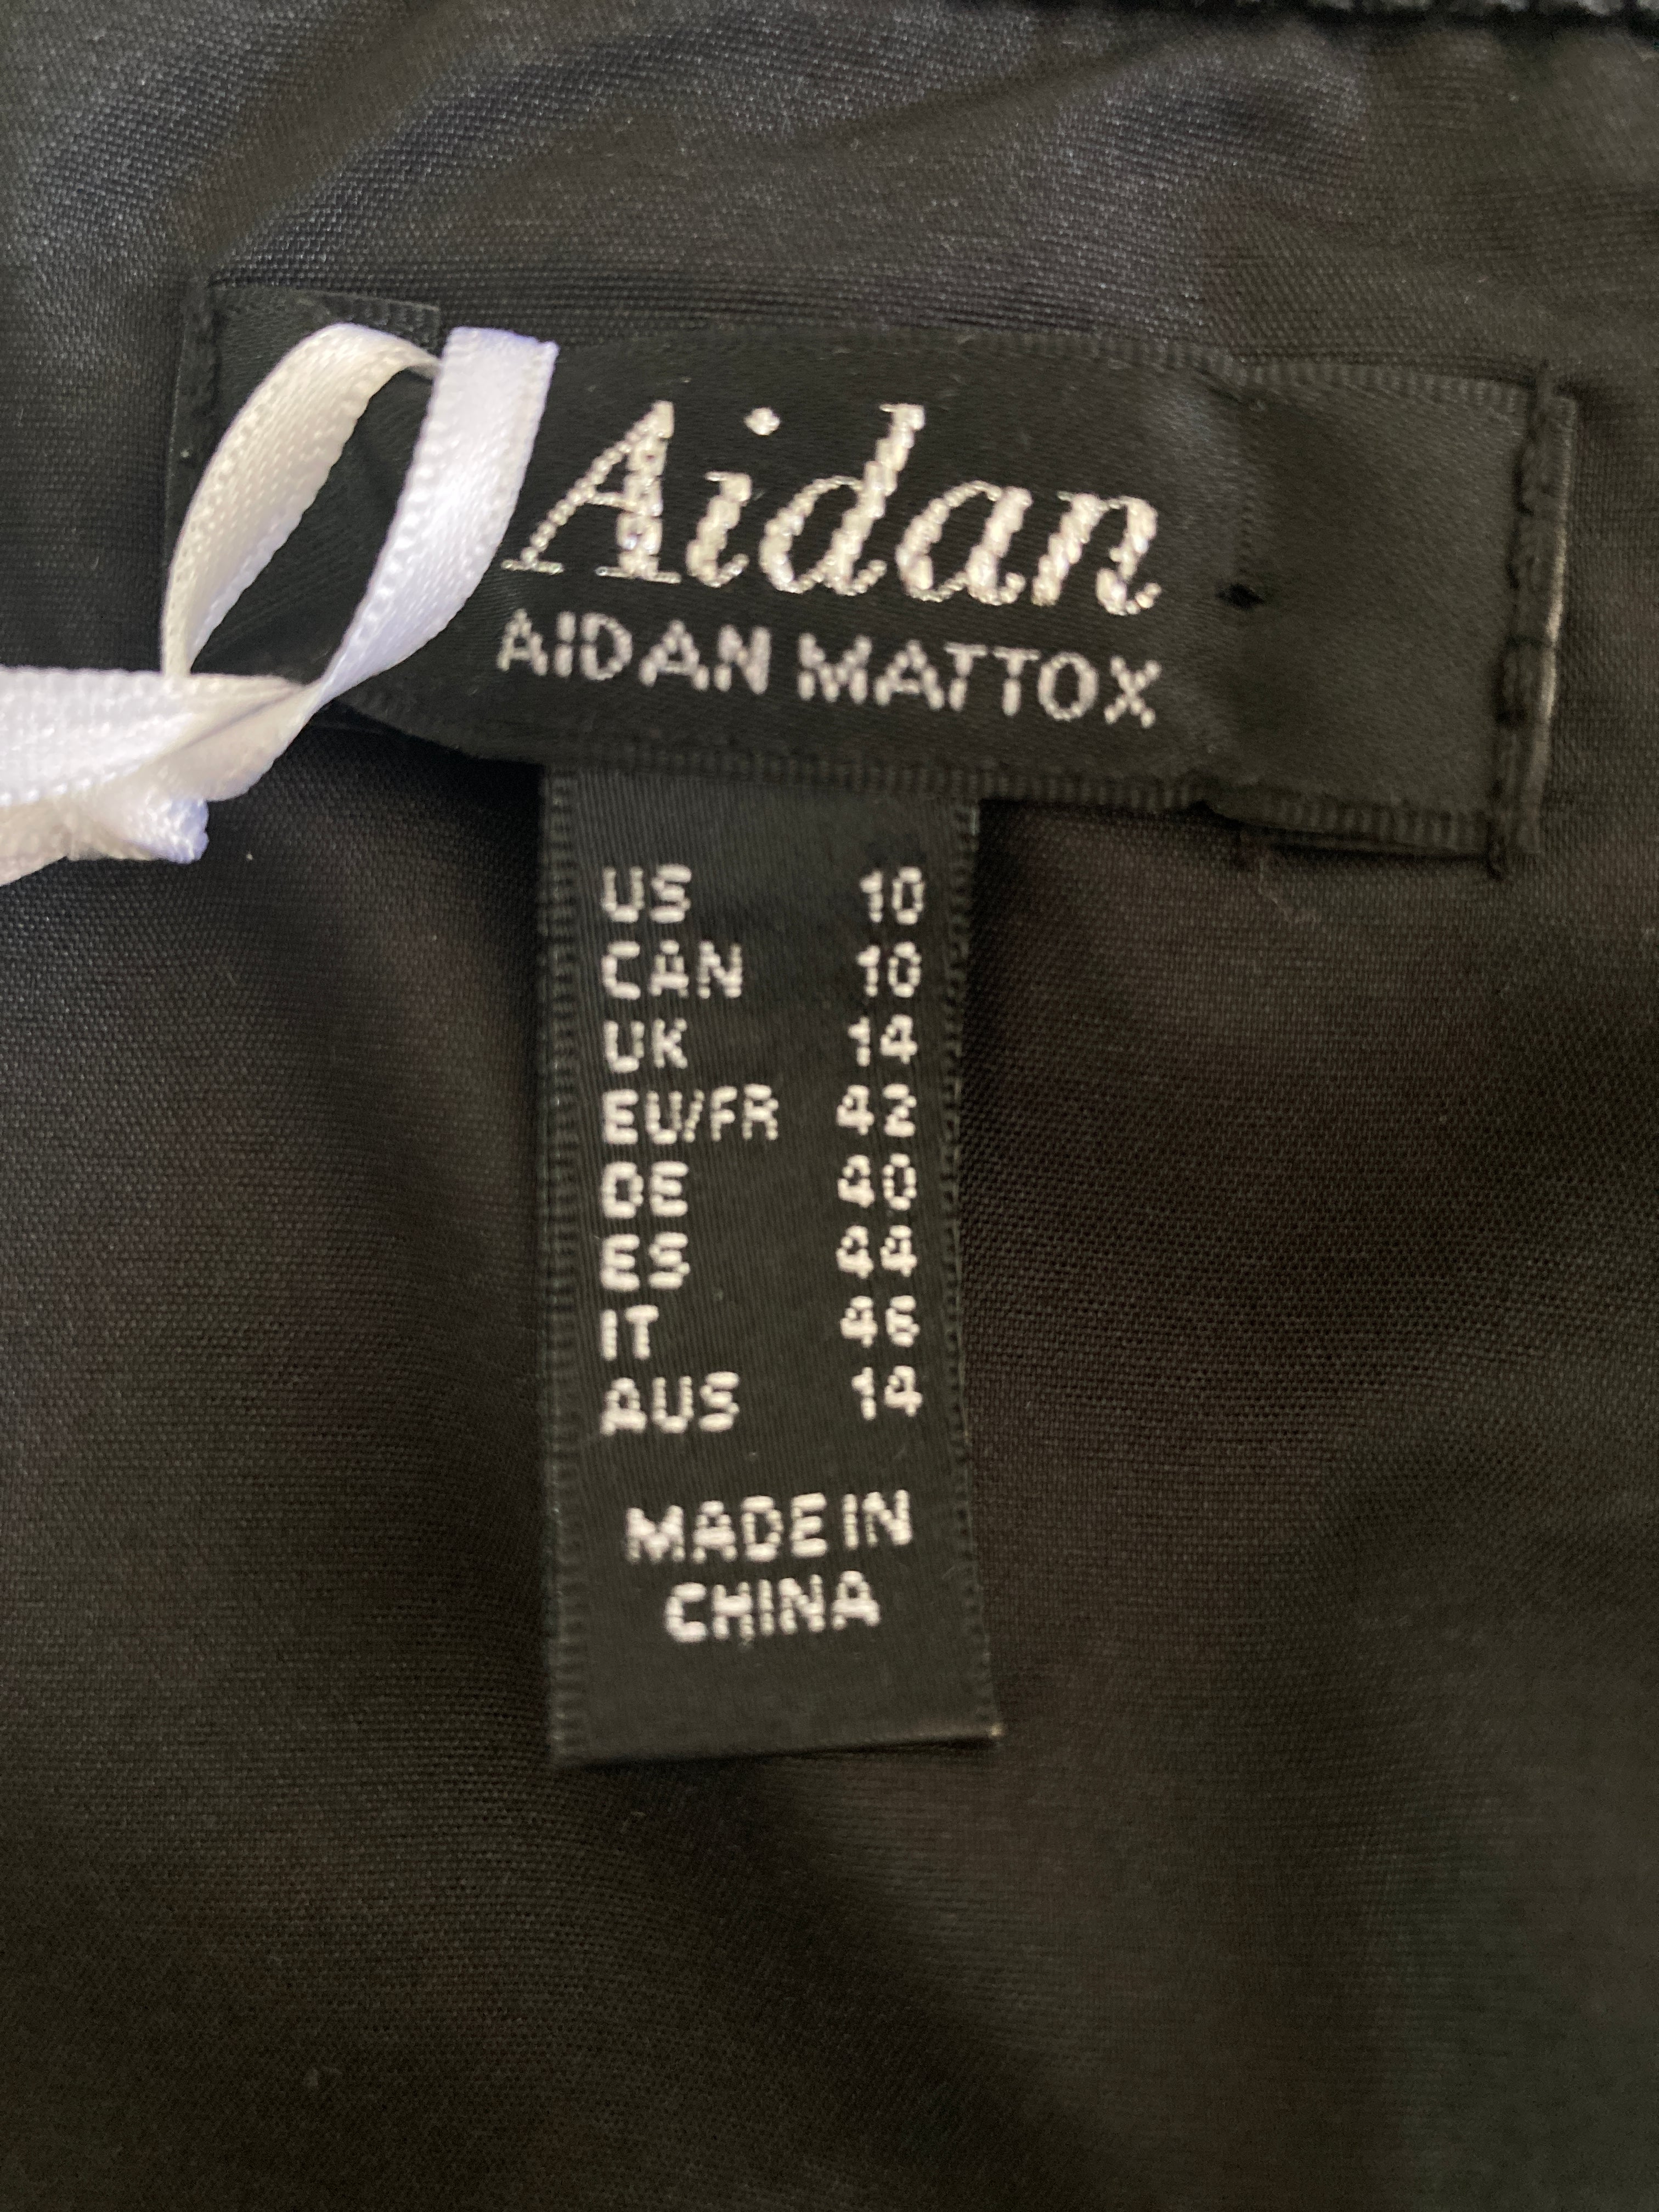 Aidan
AIDAN MATTOX
US 10
CAN 10
UK 14
EU/FR 42
DE 40
ES 44
IT 46
AUS 14
MADE IN
CHINA